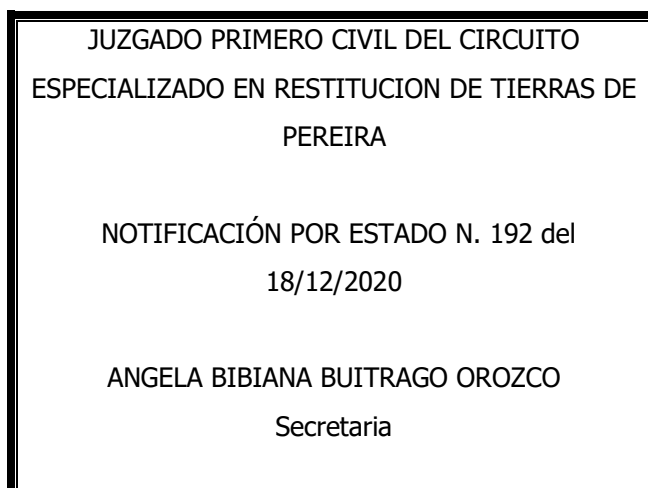 JUZGADO PRIMERO CIVIL DEL CIRCUITO
ESPECIALIZADO EN RESTITUCION DE TIERRAS DE
PEREIRA
NOTIFICACIÓN POR ESTADO N. 192 del
18/12/2020
ANGELA BIBIANA BUITRAGO OROZCO
Secretaria